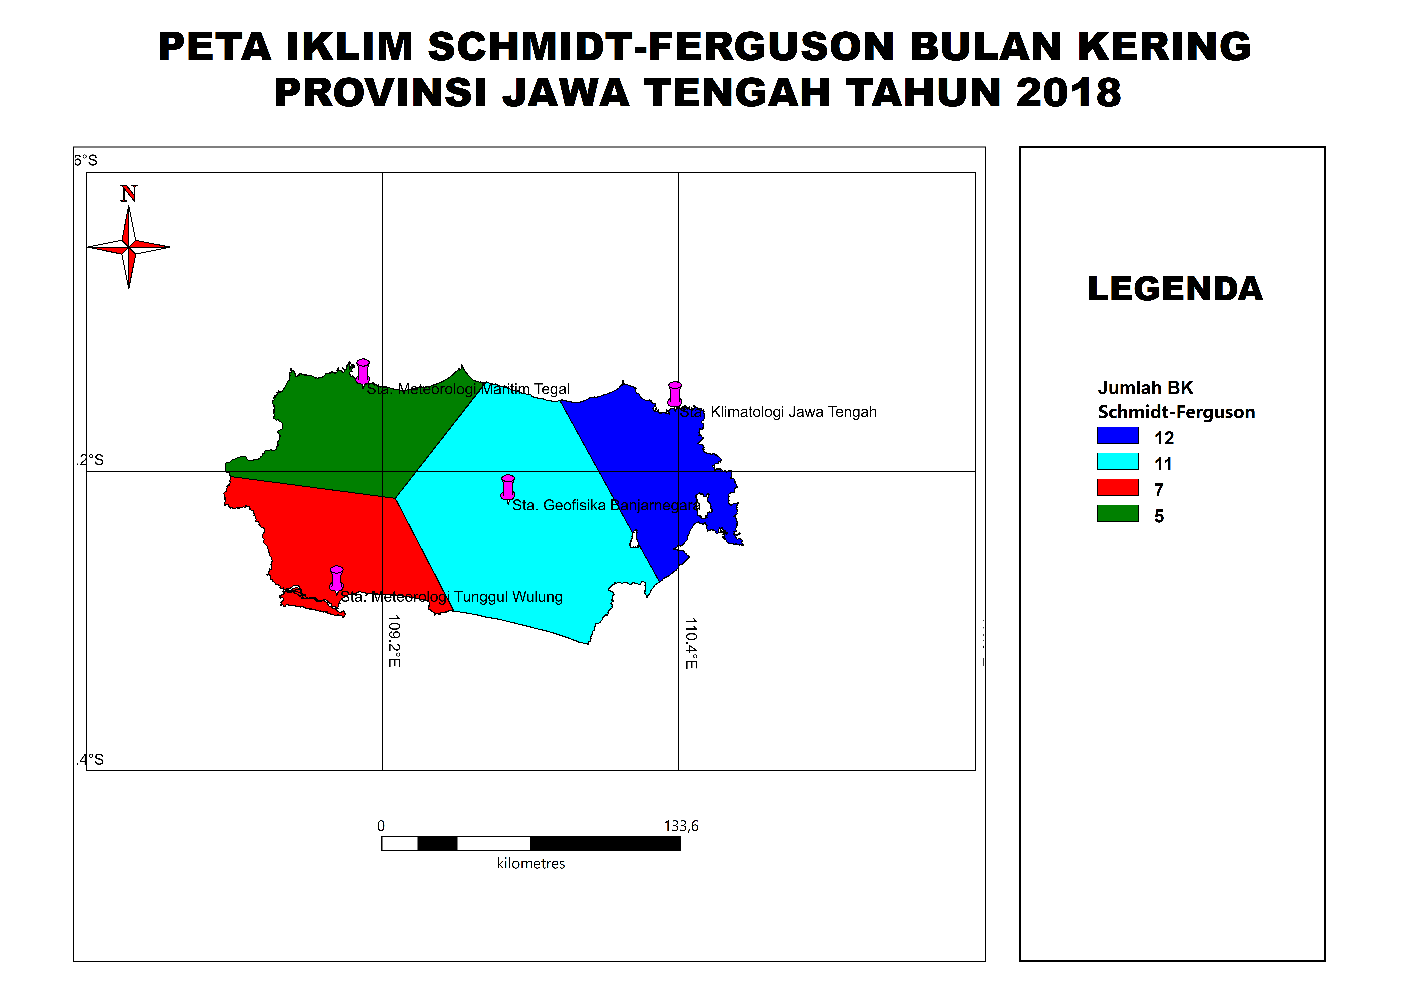 PETA IKLIM SCHMIDT-FERGUSON BULAN KERING
PROVINSI JAWA TENGAH TAHUN 2018
6°S
N
Sta. Meteorologi Maritim Tegal
Sta. Klimatologi Jawa Tengah
.2°S
Sta. Geofisika Banjarnegara
Sta. Meteorologi Tunggul Wulung
109.2°E
110.4°E
.4°S
0
133,6
kilometres
LEGENDA
Jumlah BK
Schmidt-Ferguson
12
11
7
5